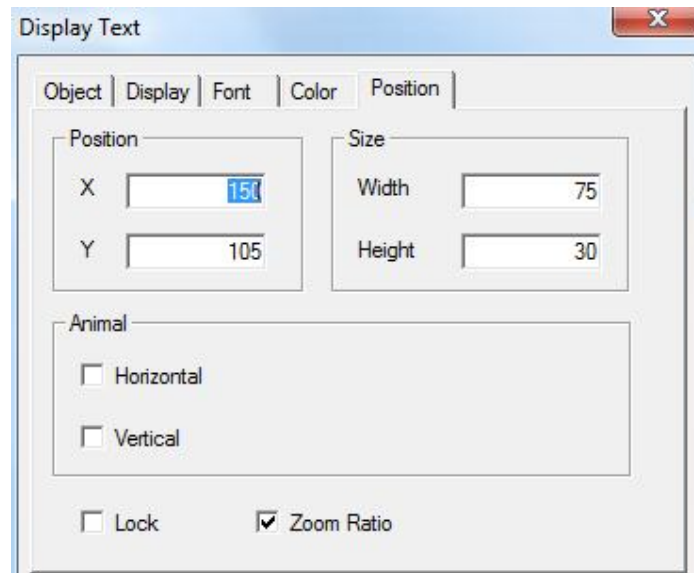 Display Text
Object Display Font Color Position
Position
X 150
Y 105
Size
Width 75
Height 30
Animal
Horizontal
Vertical
Lock Zoom Ratio